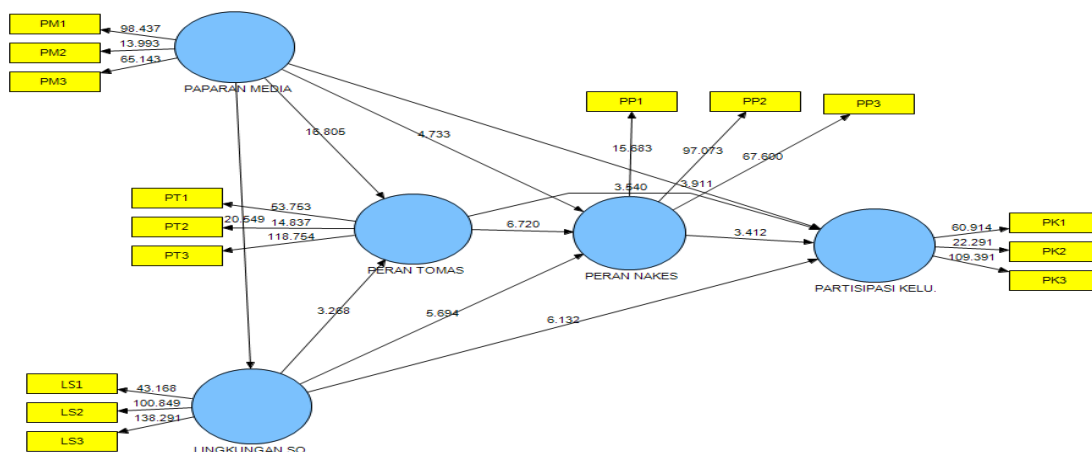 PM1
98.437
PM2
13.993
PM3
65.143
PAPARAN MEDIA
PP1
PP2
PP3
16.805
4.733
15.683
97.073
67.600
PT1
53.753
3.540
3.911
PT2
20.549
14.837
PT3
118.754
6.720
3.412
PERAN TOMAS
PERAN NAKES
PARTISIPASI KELU.
60.914
PK1
22.291
PK2
109.391
PK3
3.268
5.694
6.132
LS1
43.168
LS2
100.849
LS3
138.291
LINGKUNGAN SO.